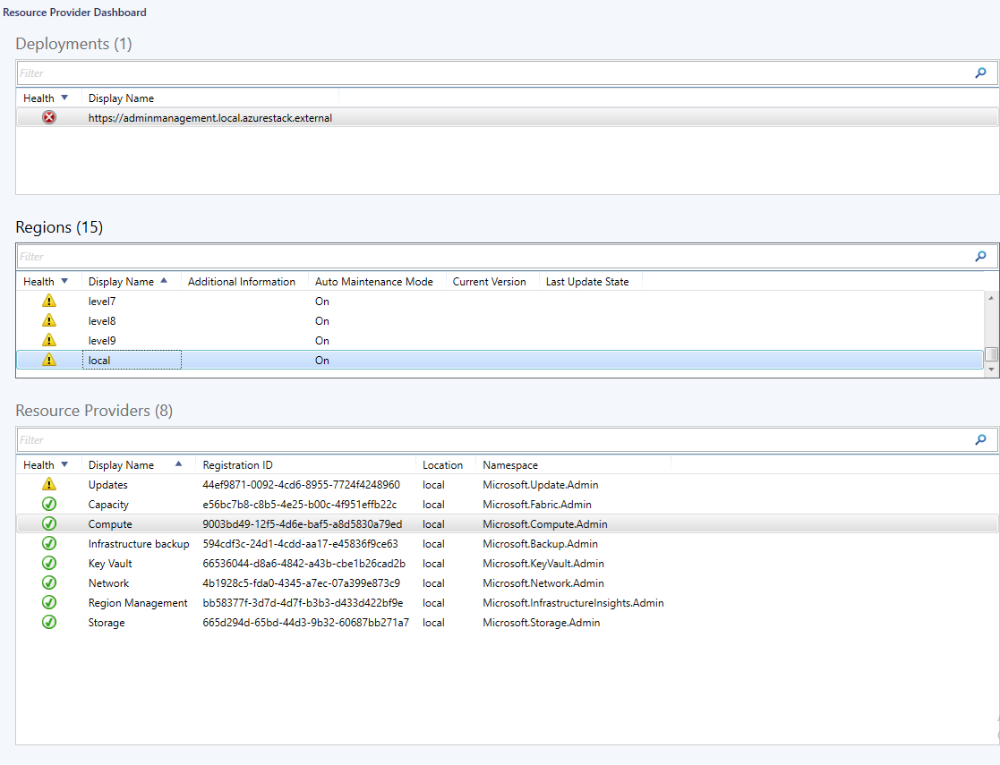 Resource Provider Dashboard
Deployments (1)
Filter
Health Display Name
https://adminmanagement.local.azurestack.external
Regions (15)
Filter
Health Display Name Additional Information Auto Maintenance Mode Current Version Last Update State
level7 On
level8 On
level9 On
local On
Resource Providers (8)
Filter
Health Display Name Registration ID Location Namespace
Updates 44ef9871-0092-4cd6-8955-7724f4248960 local Microsoft.Update.Admin
Capacity e56bc7b8-c8b5-4e25-b00c-4f951effb22c local Microsoft.Fabric.Admin
Compute 9003bd49-12f5-4d6e-baf5-a8d5830a79ed local Microsoft.Compute.Admin
Infrastructure backup 594cdf3c-24d1-4cdd-aa17-e45836f9ce63 local Microsoft.Backup.Admin
Key Vault 66536044-d8a6-4842-a43b-cbe1b26cad2b local Microsoft.KeyVault.Admin
Network 4b1928c5-fda0-4345-a7ec-07a399e873c9 local Microsoft.Network.Admin
Region Management bb58377f-3d7d-4d7f-b3b3-d433d422bf9e local Microsoft.InfrastructureInsights.Admin
Storage 665d294d-65bd-44d3-9b32-60687bb271a7 local Microsoft.Storage.Admin